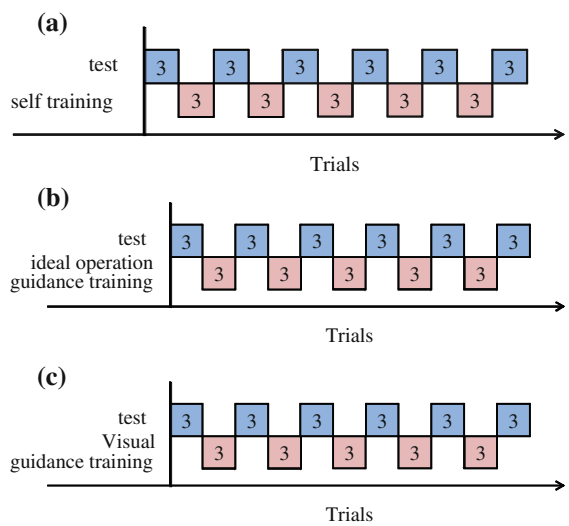 (a)
test 3 3 3 3 3 3
self training 3 3 3 3 3
Trials
(b)
test 3 3 3 3 3 3
ideal operation
guidance training 3 3 3 3 3
Trials
(c)
test 3 3 3 3 3 3
Visual
guidance training 3 3 3 3 3
Trials